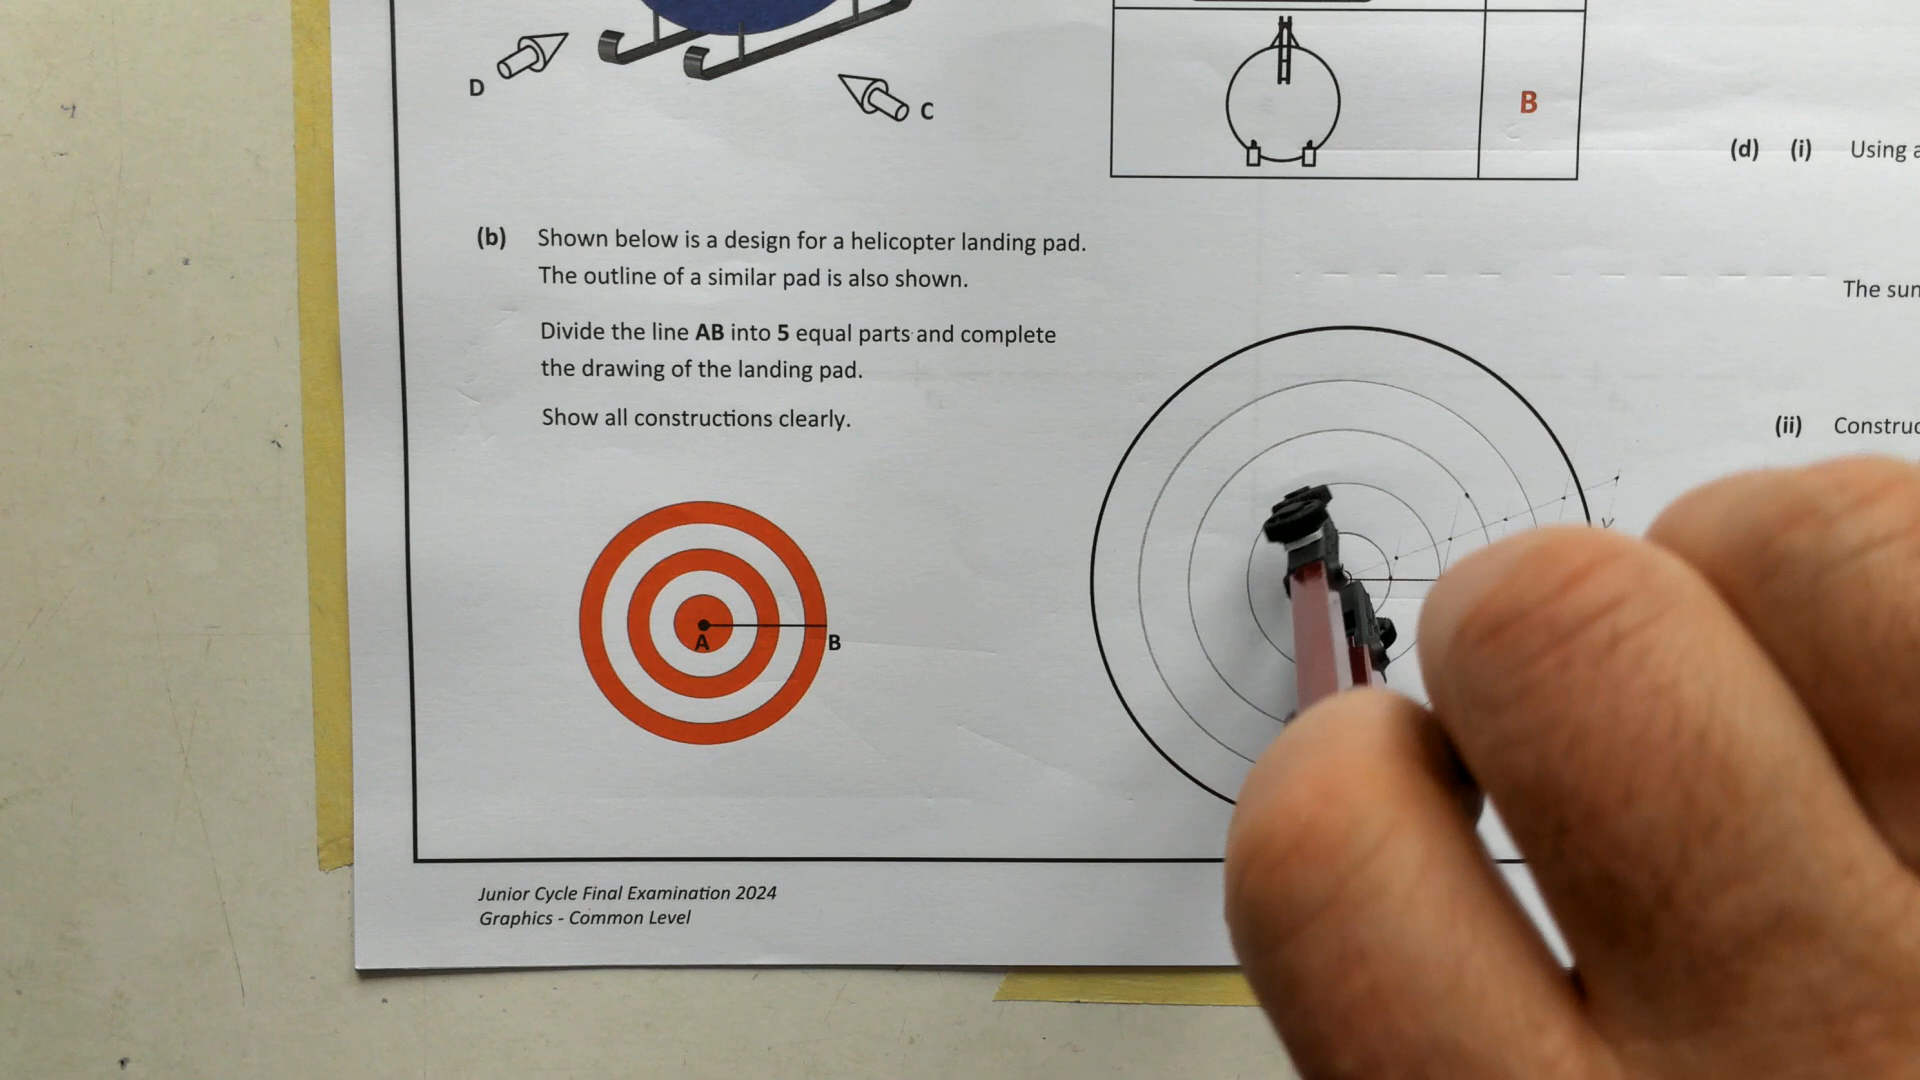 D
C
B
(d) (i) Using a
(b) Shown below is a design for a helicopter landing pad.
The outline of a similar pad is also shown.
The sun
Divide the line AB into 5 equal parts and complete
the drawing of the landing pad.
Show all constructions clearly.
(ii) Construc
A
B
Junior Cycle Final Examination 2024
Graphics - Common Level